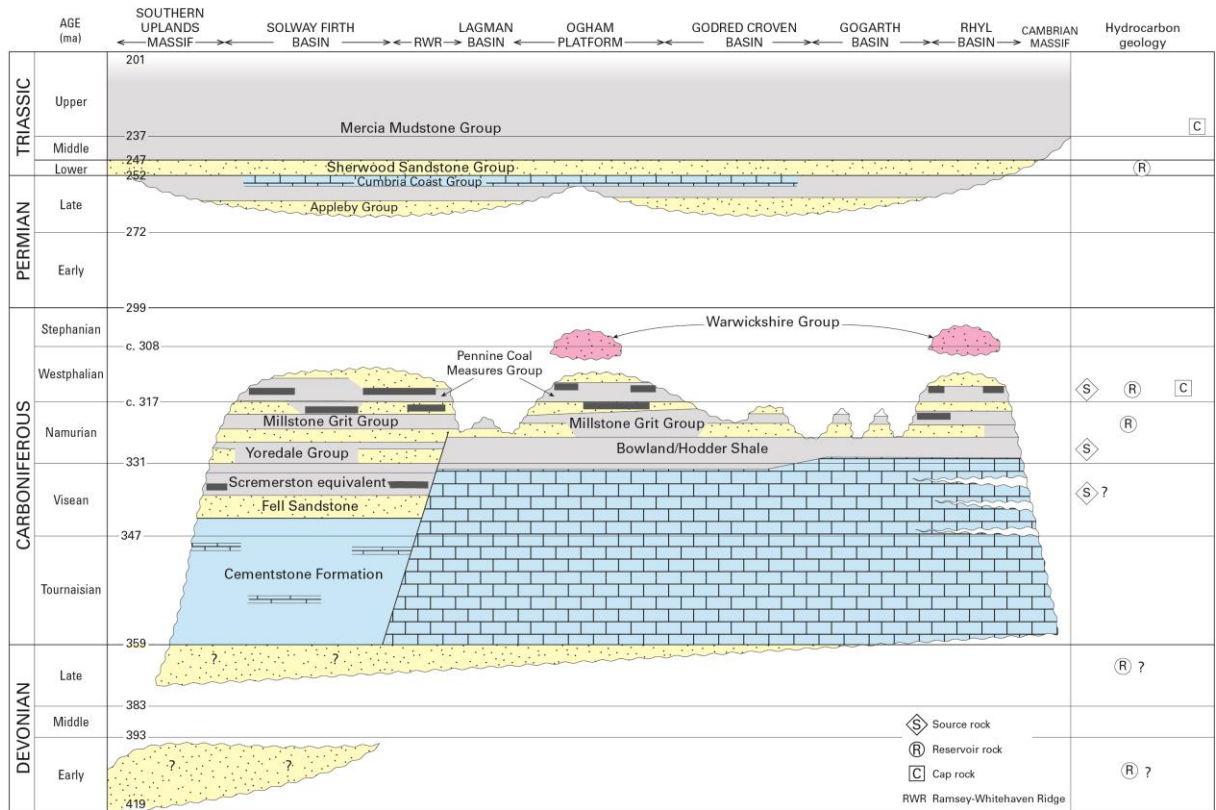 AGE
(ma)
SOUTHERN
UPLANDS
MASSIF
SOLWAY FIRTH
BASIN
RWR
LAGMAN
BASIN
OGHAM
PLATFORM
GODRED CROVEN
BASIN
GOGARTH
BASIN
RHYL
BASIN
CAMBRIAN
MASSIF
Hydrocarbon
geology
TRIASSIC
201
Upper
Mercia Mudstone Group
237
C
Middle
247
Lower
Sherwood Sandstone Group
R
252
PERMIAN
Cumbria Coast Group
Late
Appleby Group
272
Early
299
CARBONIFEROUS
Stephanian
Warwickshire Group
c. 308
Westphalian
Pennine Coal
Measures Group
S
R
C
c. 317
Namurian
Millstone Grit Group
Millstone Grit Group
R
Yoredale Group
Bowland/Hodder Shale
S
331
Visean
Scremerston equivalent
S ?
Fell Sandstone
347
Tournaisian
Cementstone Formation
359
DEVONIAN
Late
? ?
R ?
383
Middle
393
Early
? ?
R ?
419
S Source rock
R Reservoir rock
C Cap rock
RWR Ramsey-Whitehaven Ridge